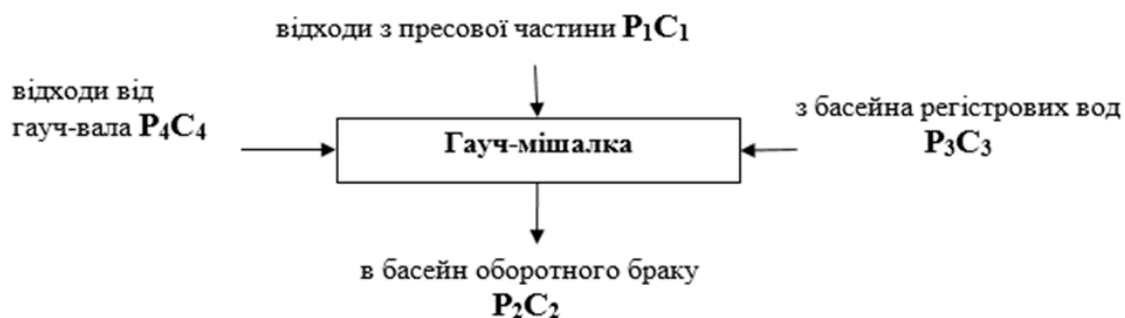 відходи з пресової частини P₁C₁
відходи від
гауч-вала P₄C₄
Гауч-мішалка
з басейна регістрових вод
P₃C₃
в басейн оборотного браку
P₂C₂